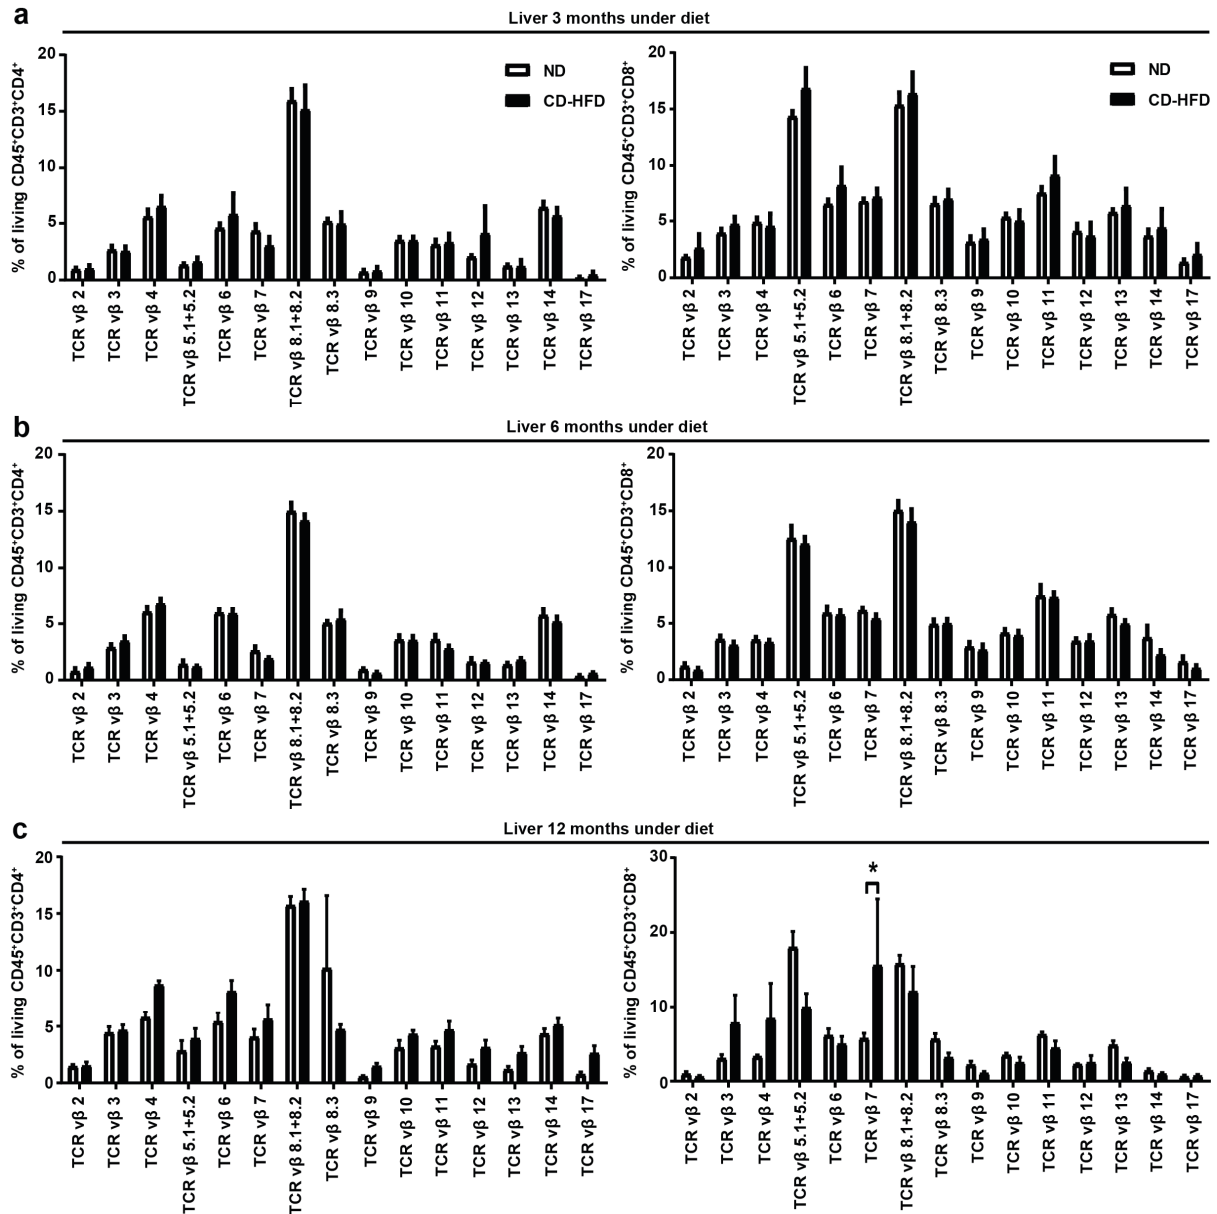 a
Liver 3 months under diet
% of living CD45⁺CD3⁺CD4⁺
20
15
10
5
0
ND
CD-HFD
TCR vβ 2
TCR vβ 3
TCR vβ 4
TCR vβ 5.1+5.2
TCR vβ 6
TCR vβ 7
TCR vβ 8.1+8.2
TCR vβ 8.3
TCR vβ 9
TCR vβ 10
TCR vβ 11
TCR vβ 12
TCR vβ 13
TCR vβ 14
TCR vβ 17
% of living CD45⁺CD3⁺CD8⁺
20
15
10
5
0
ND
CD-HFD
TCR vβ 2
TCR vβ 3
TCR vβ 4
TCR vβ 5.1+5.2
TCR vβ 6
TCR vβ 7
TCR vβ 8.1+8.2
TCR vβ 8.3
TCR vβ 9
TCR vβ 10
TCR vβ 11
TCR vβ 12
TCR vβ 13
TCR vβ 14
TCR vβ 17
b
Liver 6 months under diet
% of living CD45⁺CD3⁺CD4⁺
20
15
10
5
0
TCR vβ 2
TCR vβ 3
TCR vβ 4
TCR vβ 5.1+5.2
TCR vβ 6
TCR vβ 7
TCR vβ 8.1+8.2
TCR vβ 8.3
TCR vβ 9
TCR vβ 10
TCR vβ 11
TCR vβ 12
TCR vβ 13
TCR vβ 14
TCR vβ 17
% of living CD45⁺CD3⁺CD8⁺
20
15
10
5
0
TCR vβ 2
TCR vβ 3
TCR vβ 4
TCR vβ 5.1+5.2
TCR vβ 6
TCR vβ 7
TCR vβ 8.1+8.2
TCR vβ 8.3
TCR vβ 9
TCR vβ 10
TCR vβ 11
TCR vβ 12
TCR vβ 13
TCR vβ 14
TCR vβ 17
c
Liver 12 months under diet
% of living CD45⁺CD3⁺CD4⁺
20
15
10
5
0
TCR vβ 2
TCR vβ 3
TCR vβ 4
TCR vβ 5.1+5.2
TCR vβ 6
TCR vβ 7
TCR vβ 8.1+8.2
TCR vβ 8.3
TCR vβ 9
TCR vβ 10
TCR vβ 11
TCR vβ 12
TCR vβ 13
TCR vβ 14
TCR vβ 17
% of living CD45⁺CD3⁺CD8⁺
30
20
10
0
*
TCR vβ 2
TCR vβ 3
TCR vβ 4
TCR vβ 5.1+5.2
TCR vβ 6
TCR vβ 7
TCR vβ 8.1+8.2
TCR vβ 8.3
TCR vβ 9
TCR vβ 10
TCR vβ 11
TCR vβ 12
TCR vβ 13
TCR vβ 14
TCR vβ 17